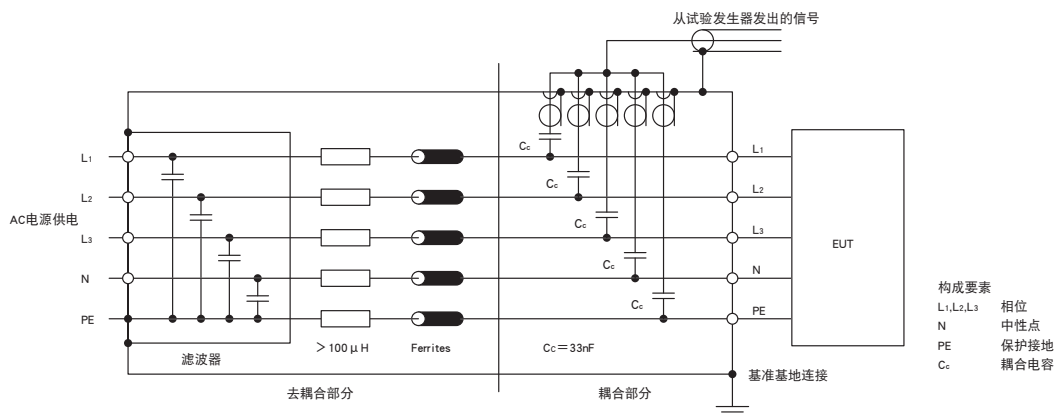 从试验发生器发出的信号
Cc
Cc
Cc
Cc
Cc
L1
L2
L3
N
PE
AC电源供电
L1
L2
L3
N
PE
EUT
滤波器
＞100μH
Ferrites
Cc＝33nF
去耦合部分
耦合部分
基准基地连接
构成要素
L1,L2,L3 相位
N 中性点
PE 保护接地
Cc 耦合电容